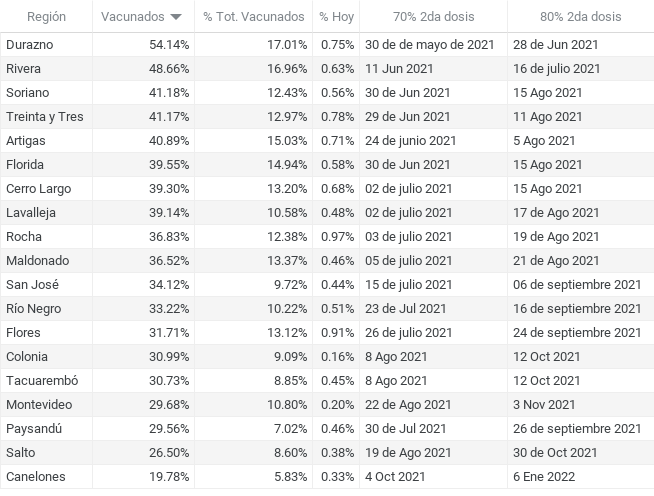 Región Vacunados % Tot. Vacunados % Hoy 70% 2da dosis 80% 2da dosis
Durazno 54.14% 17.01% 0.75% 30 de de mayo de 2021 28 de Jun 2021
Rivera 48.66% 16.96% 0.63% 11 Jun 2021 16 de julio 2021
Soriano 41.18% 12.43% 0.56% 30 de Jun 2021 15 Ago 2021
Treinta y Tres 41.17% 12.97% 0.78% 29 de Jun 2021 11 Ago 2021
Artigas 40.89% 15.03% 0.71% 24 de junio 2021 5 Ago 2021
Florida 39.55% 14.94% 0.58% 30 de Jun 2021 15 Ago 2021
Cerro Largo 39.30% 13.20% 0.68% 02 de julio 2021 15 Ago 2021
Lavalleja 39.14% 10.58% 0.48% 02 de julio 2021 17 de Ago 2021
Rocha 36.83% 12.38% 0.97% 03 de julio 2021 19 de Ago 2021
Maldonado 36.52% 13.37% 0.46% 05 de julio 2021 21 de Ago 2021
San José 34.12% 9.72% 0.44% 15 de julio 2021 06 de septiembre 2021
Río Negro 33.22% 10.22% 0.51% 23 de Jul 2021 16 de septiembre 2021
Flores 31.71% 13.12% 0.91% 26 de julio 2021 24 de septiembre 2021
Colonia 30.99% 9.09% 0.16% 8 Ago 2021 12 Oct 2021
Tacuarembó 30.73% 8.85% 0.45% 8 Ago 2021 12 Oct 2021
Montevideo 29.68% 10.80% 0.20% 22 de Ago 2021 3 Nov 2021
Paysandú 29.56% 7.02% 0.46% 30 de Jul 2021 26 de septiembre 2021
Salto 26.50% 8.60% 0.38% 19 de Ago 2021 30 de Oct 2021
Canelones 19.78% 5.83% 0.33% 4 Oct 2021 6 Ene 2022